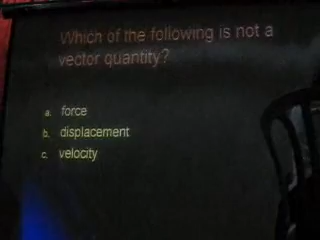 Which of the following is not a
vector quantity?
a. force
b. displacement
c. velocity